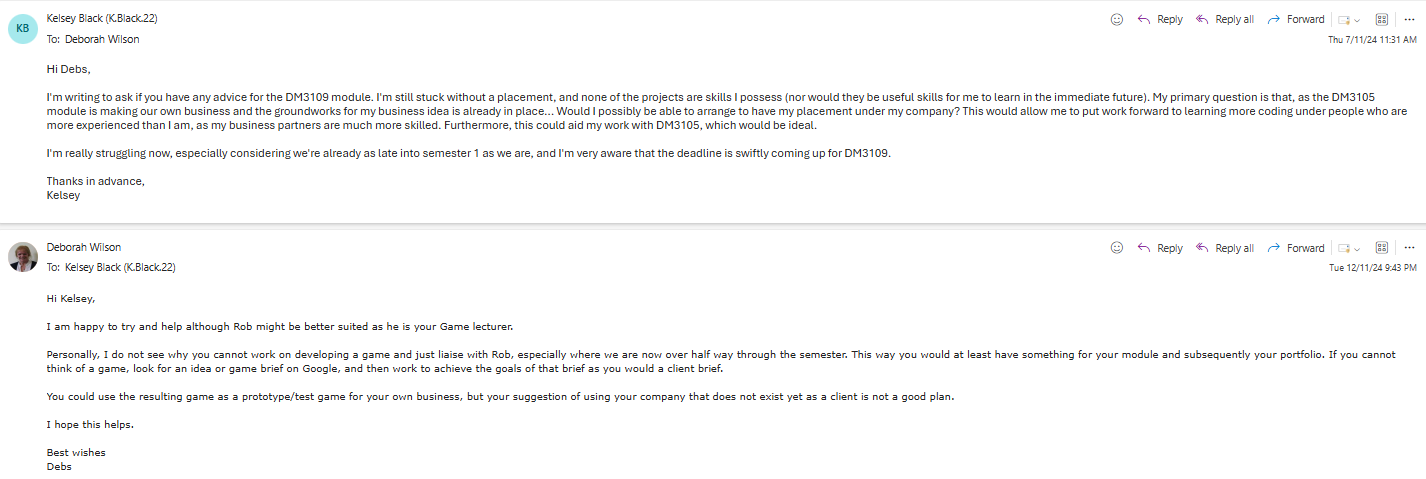 KB
Kelsey Black (K.Black.22)
Reply
Reply all
Forward
To: Deborah Wilson
Thu 7/11/24 11:31 AM
Hi Debs,
I'm writing to ask if you have any advice for the DM3109 module. I'm still stuck without a placement, and none of the projects are skills I possess (nor would they be useful skills for me to learn in the immediate future). My primary question is that, as the DM3105
module is making our own business and the groundworks for my business idea is already in place... Would I possibly be able to arrange to have my placement under my company? This would allow me to put work forward to learning more coding under people who are
more experienced than I am, as my business partners are much more skilled. Furthermore, this could aid my work with DM3105, which would be ideal.
I'm really struggling now, especially considering we're already as late into semester 1 as we are, and I'm very aware that the deadline is swiftly coming up for DM3109.
Thanks in advance,
Kelsey
Deborah Wilson
Reply
Reply all
Forward
To: Kelsey Black (K.Black.22)
Tue 12/11/24 9:43 PM
Hi Kelsey,
I am happy to try and help although Rob might be better suited as he is your Game lecturer.
Personally, I do not see why you cannot work on developing a game and just liaise with Rob, especially where we are now over half way through the semester. This way you would at least have something for your module and subsequently your portfolio. If you cannot
think of a game, look for an idea or game brief on Google, and then work to achieve the goals of that brief as you would a client brief.
You could use the resulting game as a prototype/test game for your own business, but your suggestion of using your company that does not exist yet as a client is not a good plan.
I hope this helps.
Best wishes
Debs